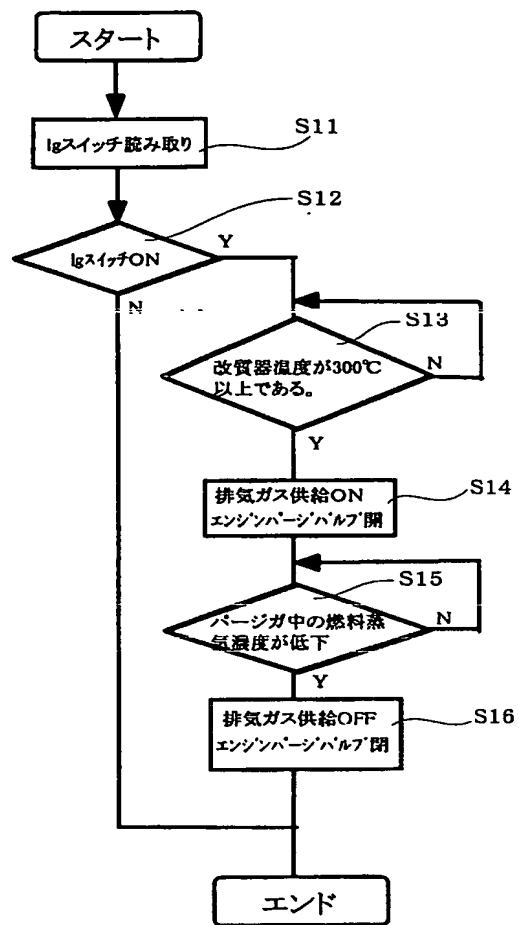 スタート
Igスイッチ読み取り
S11
S12
IgスイッチON
Y
N
S13
改質器温度が300℃
以上である。
N
Y
排気ガス供給ON
エンジンパージバルブ開
S14
S15
パージガ中の燃料蒸
気濃度が低下
N
Y
排気ガス供給OFF
エンジンパージバルブ閉
S16
エンド